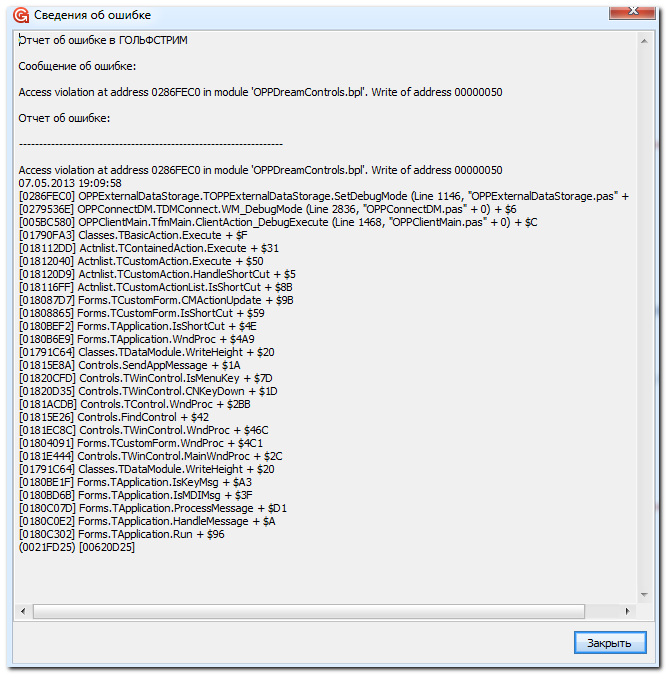 Сведения об ошибке
Отчет об ошибке в ГОЛЬФСТРИМ
Сообщение об ошибке:
Access violation at address 0286FEC0 in module 'OPPDreamControls.bpl'. Write of address 00000050
Отчет об ошибке:
------------------------------------------------------------------
Access violation at address 0286FEC0 in module 'OPPDreamControls.bpl'. Write of address 00000050
07.05.2013 19:09:58
[0286FEC0] OPPExternalDataStorage.TOPPExternalDataStorage.SetDebugMode (Line 1146, "OPPExternalDataStorage.pas" +
[0279536E] OPPConnectDM.TDMConnect.WM_DebugMode (Line 2836, "OPPConnectDM.pas" + 0) + $6
[005BC580] OPPClientMain.TfmMain.ClientAction_DebugExecute (Line 1468, "OPPClientMain.pas" + 0) + $C
[01790FA3] Classes.TBasicAction.Execute + $F
[018112DD] Actnlist.TContainedAction.Execute + $31
[01812040] Actnlist.TCustomAction.Execute + $50
[018120D9] Actnlist.TCustomAction.HandleShortCut + $5
[018116FF] Actnlist.TCustomActionList.IsShortCut + $8B
[018087D7] Forms.TCustomForm.CMActionUpdate + $9B
[01808865] Forms.TCustomForm.IsShortCut + $59
[0180BEF2] Forms.TApplication.IsShortCut + $4E
[0180B6E9] Forms.TApplication.WndProc + $4A9
[01791C64] Classes.TDataModule.WriteHeight + $20
[01815E8A] Controls.SendAppMessage + $1A
[01820CFD] Controls.TWinControl.IsMenuKey + $7D
[01820D35] Controls.TWinControl.CNKeyDown + $1D
[0181ACDB] Controls.TControl.WndProc + $2BB
[01815E26] Controls.FindControl + $42
[0181EC8C] Controls.TWinControl.WndProc + $46C
[01804091] Forms.TCustomForm.WndProc + $4C1
[0181E444] Controls.TWinControl.MainWndProc + $2C
[01791C64] Classes.TDataModule.WriteHeight + $20
[0180BE1F] Forms.TApplication.IsKeyMsg + $A3
[0180BD6B] Forms.TApplication.IsMDIMsg + $3F
[0180C07D] Forms.TApplication.ProcessMessage + $D1
[0180C0E2] Forms.TApplication.HandleMessage + $A
[0180C302] Forms.TApplication.Run + $96
(0021FD25) [00620D25]
Закрыть